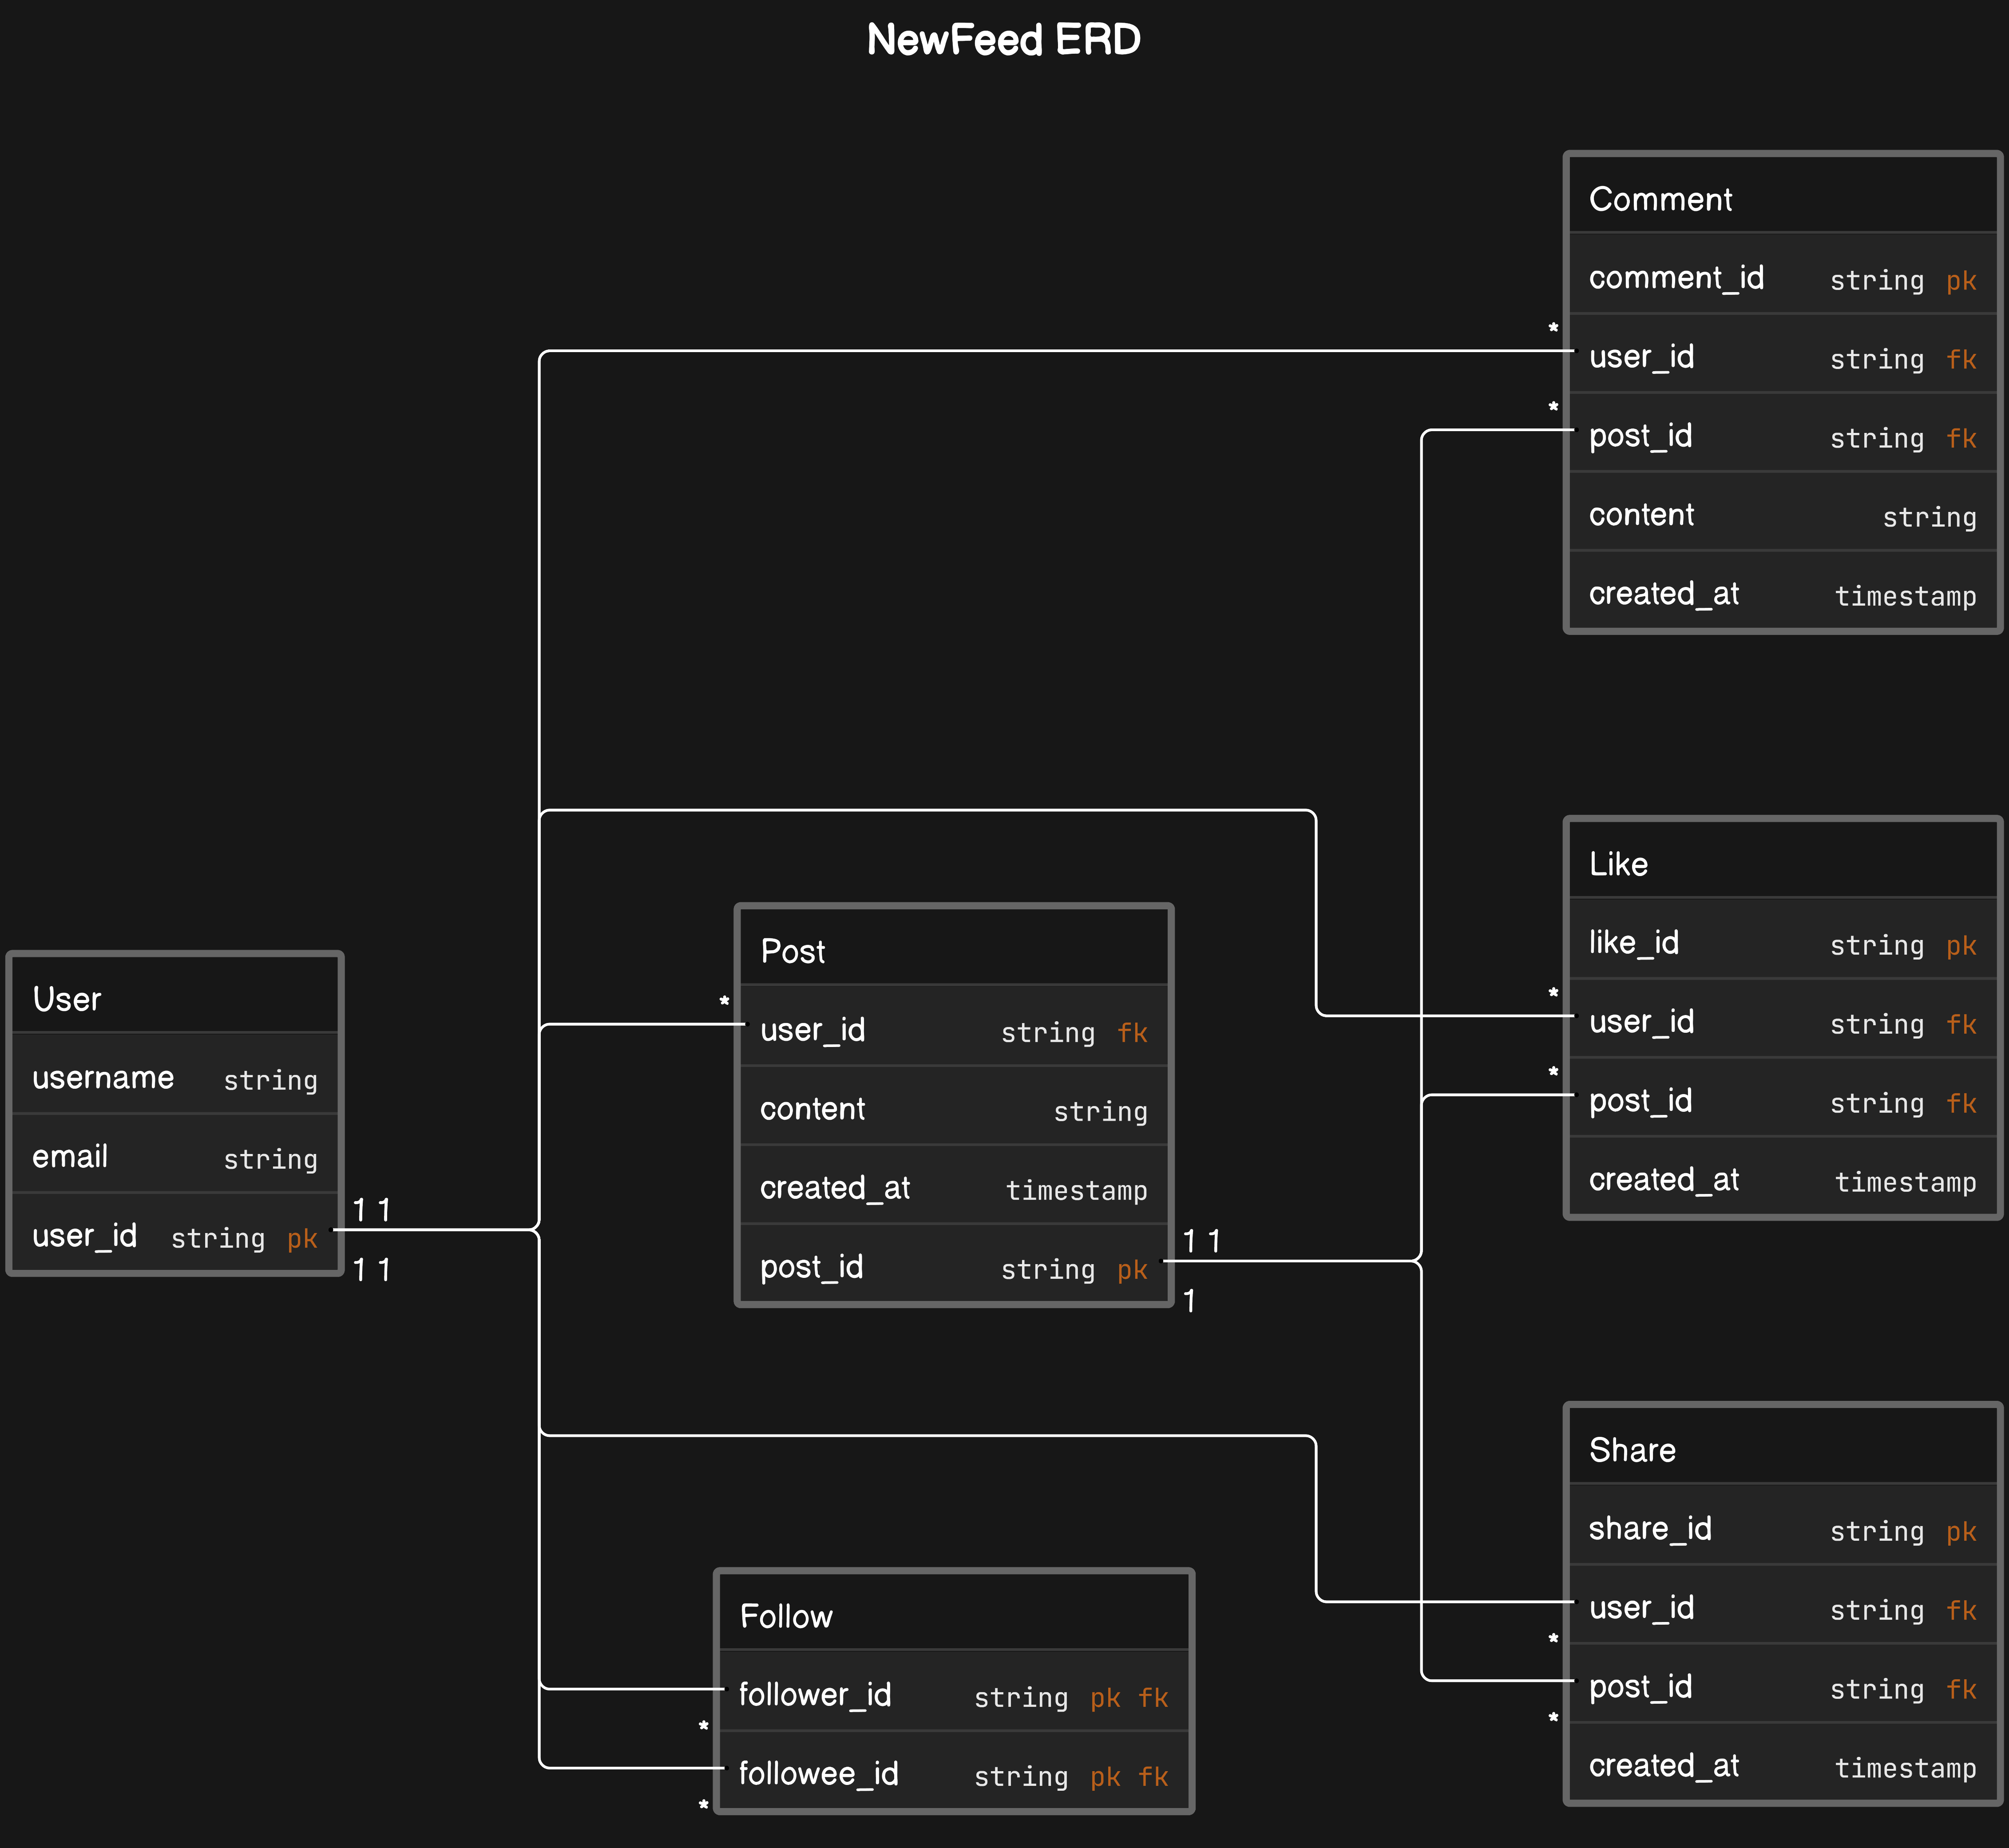 NewFeed ERD
Comment
comment_id string pk
*
user_id string fk
*
post_id string fk
content string
created_at timestamp
Like
like_id string pk
*
user_id string fk
*
post_id string fk
created_at timestamp
Post
*
user_id string fk
content string
created_at timestamp
1 1
post_id string pk
1
User
username string
email string
1 1
user_id string pk
1 1
Share
share_id string pk
user_id string fk
*
post_id string fk
*
created_at timestamp
Follow
follower_id string pk fk
*
followee_id string pk fk
*